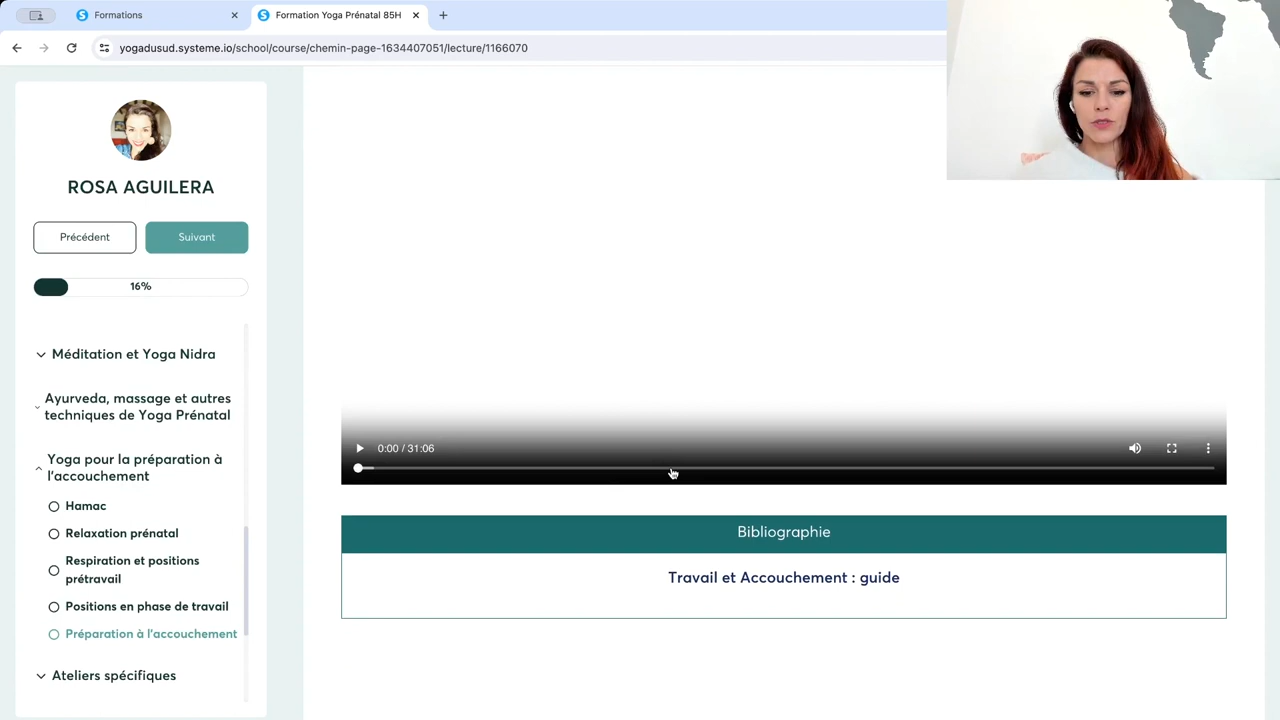 Formations
Formation Yoga Prénatal 85H
yogadusud.systeme.io/school/course/chemin-page-1634407051/lecture/1166070
ROSA AGUILERA
Précédent
Suivant
16%
Méditation et Yoga Nidra
Ayurveda, massage et autres
techniques de Yoga Prénatal
Yoga pour la préparation à
l'accouchement
Hamac
Relaxation prénatal
Respiration et positions
prétravail
Positions en phase de travail
Préparation à l'accouchement
Ateliers spécifiques
0:00 / 31:06
Bibliographie
Travail et Accouchement : guide